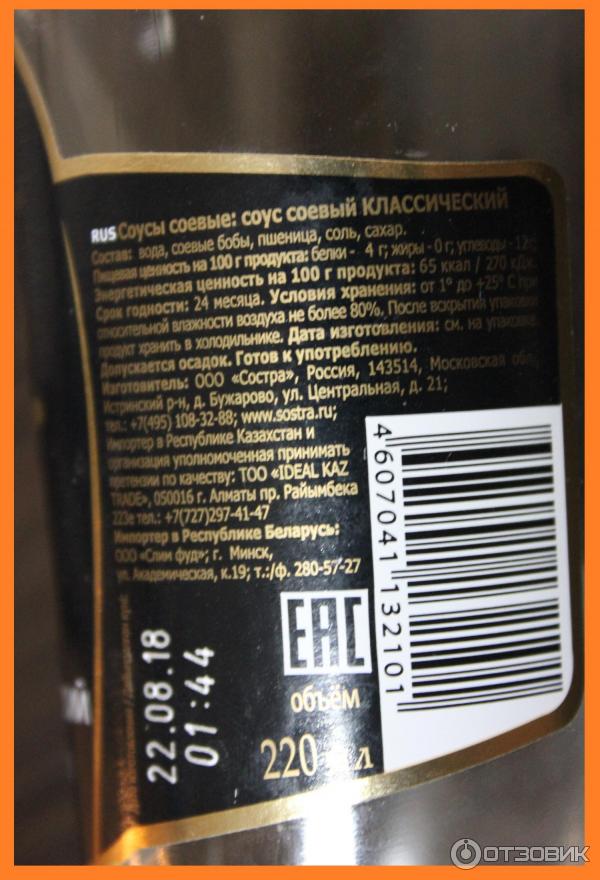 RUS Соусы соевые: соус соевый КЛАССИЧЕСКИЙ
Состав: вода, соевые бобы, пшеница, соль, сахар.
Пищевая ценность на 100 г продукта: белки - 4 г; жиры - 0 г; углеводы - 12г.
Энергетическая ценность на 100 г продукта: 65 ккал / 270 кДж.
Срок годности: 24 месяца. Условия хранения: от 1° до +25° С при
относительной влажности воздуха не более 80%. После вскрытия упаковки
продукт хранить в холодильнике. Дата изготовления: см. на упаковке.
Допускается осадок. Готов к употреблению.
Изготовитель: ООО «Состра», Россия, 143514, Московская обл.,
Истринский р-н, д. Бужарово, ул. Центральная, д. 21;
тел.: +7(495) 108-32-88; www.sostra.ru;
Импортер в Республике Казахстан и
организация уполномоченная принимать
претензии по качеству: ТОО «IDEAL KAZ
TRADE», 050016 г. Алматы пр. Райымбека
223е тел.: +7(727)297-41-47
Импортер в Республике Беларусь:
ООО «Слим фуд»; г. Минск,
ул. Академическая, к.19; т.:/ф. 280-57-27
4607041 132101
EAC
объём
220 л
22.08.18
01:44
ОТЗОВИК